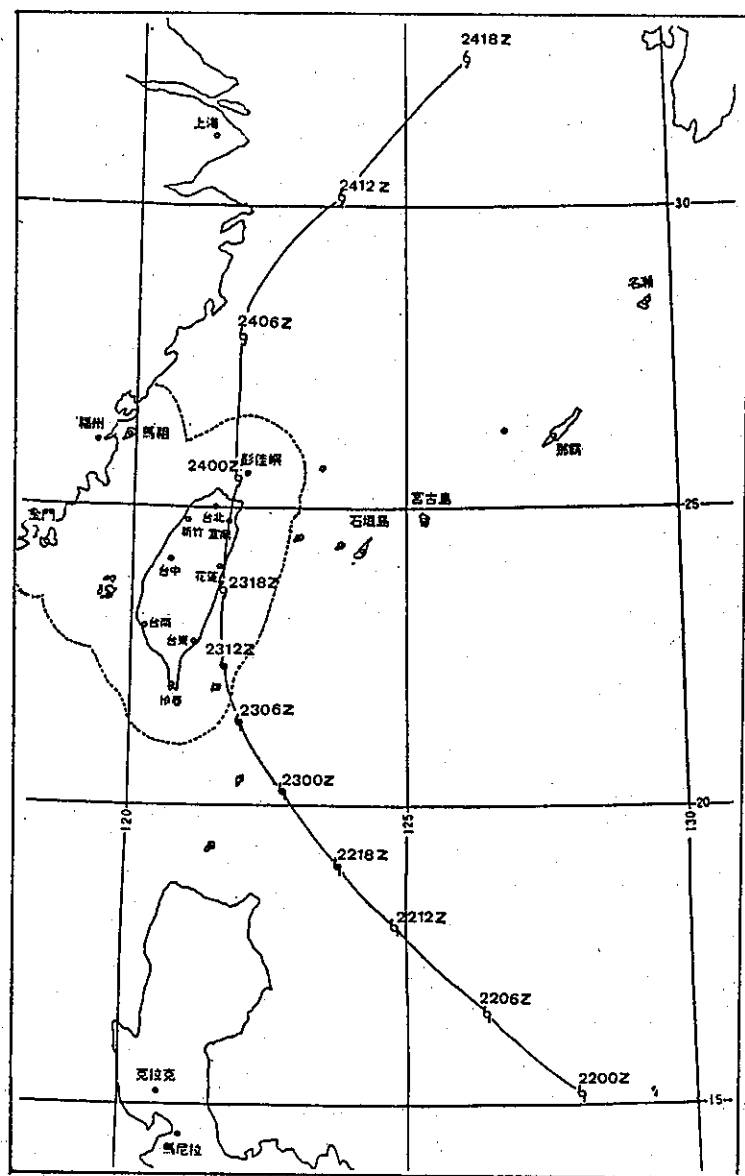 2418Z
上海
2412Z
30
名瀨
2406Z
福州
馬祖
那霸
2400Z
彭佳嶼
25
宮古島
金門
石垣島
台北
新竹
宜蘭
台中
花蓮
2318Z
台南
台東
2312Z
恆春
2306Z
2300Z
20
120
125
130
2218Z
2212Z
2206Z
克拉克
2200Z
15
馬尼拉